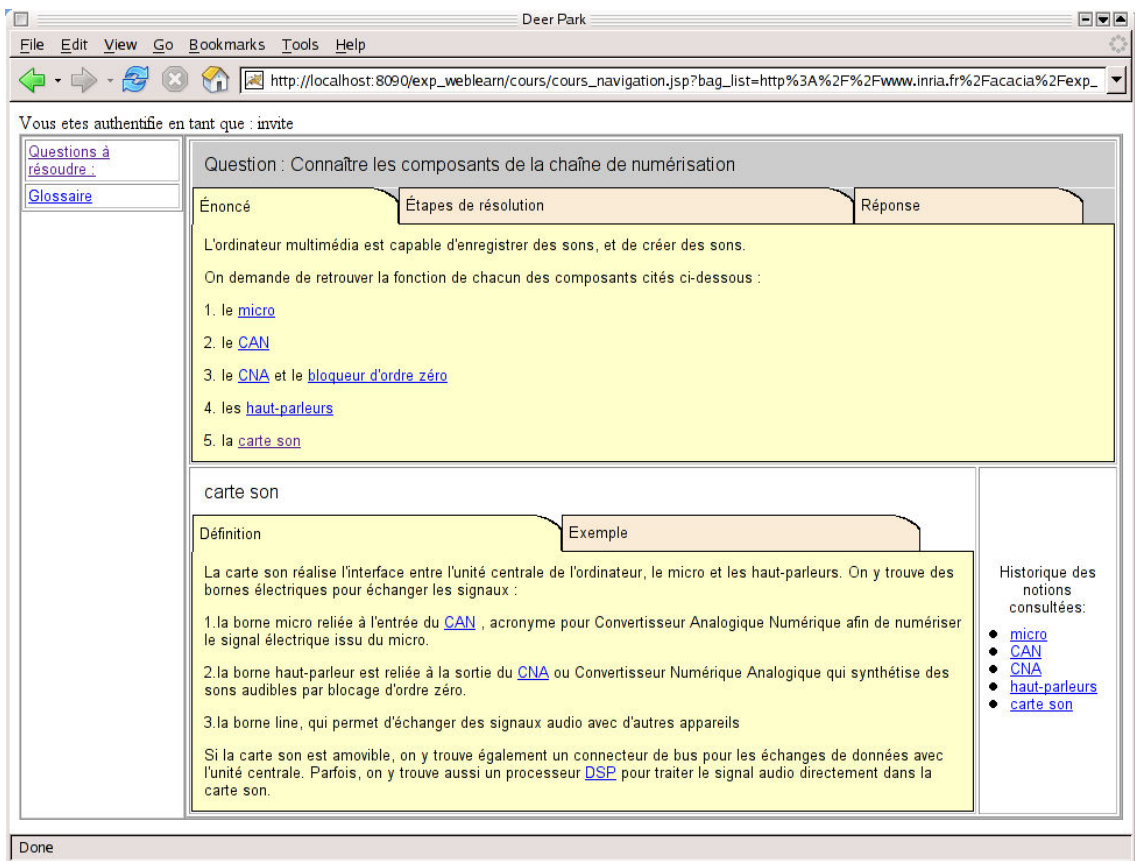 Deer Park
File Edit View Go Bookmarks Tools Help
http://localhost:8090/exp_weblearn/cours/cours_navigation.jsp?bag_list=http%3A%2F%2Fwww.inria.fr%2Facacia%2Fexp_
Vous etes authentifie en tant que : invite
Questions à
résoudre :
Glossaire
Question : Connaître les composants de la chaîne de numérisation
Énoncé
Étapes de résolution
Réponse
L'ordinateur multimédia est capable d'enregistrer des sons, et de créer des sons.
On demande de retrouver la fonction de chacun des composants cités ci-dessous :
1. le micro
2. le CAN
3. le CNA et le bloqueur d'ordre zéro
4. les haut-parleurs
5. la carte son
carte son
Définition
Exemple
La carte son réalise l'interface entre l'unité centrale de l'ordinateur, le micro et les haut-parleurs. On y trouve des
bornes électriques pour échanger les signaux :
1.la borne micro reliée à l'entrée du CAN , acronyme pour Convertisseur Analogique Numérique afin de numériser
le signal électrique issu du micro.
2.la borne haut-parleur est reliée à la sortie du CNA ou Convertisseur Numérique Analogique qui synthétise des
sons audibles par blocage d'ordre zéro.
3.la borne line, qui permet d'échanger des signaux audio avec d'autres appareils
Si la carte son est amovible, on y trouve également un connecteur de bus pour les échanges de données avec
l'unité centrale. Parfois, on y trouve aussi un processeur DSP pour traiter le signal audio directement dans la
carte son.
Historique des
notions
consultées:
micro
CAN
CNA
haut-parleurs
carte son
Done